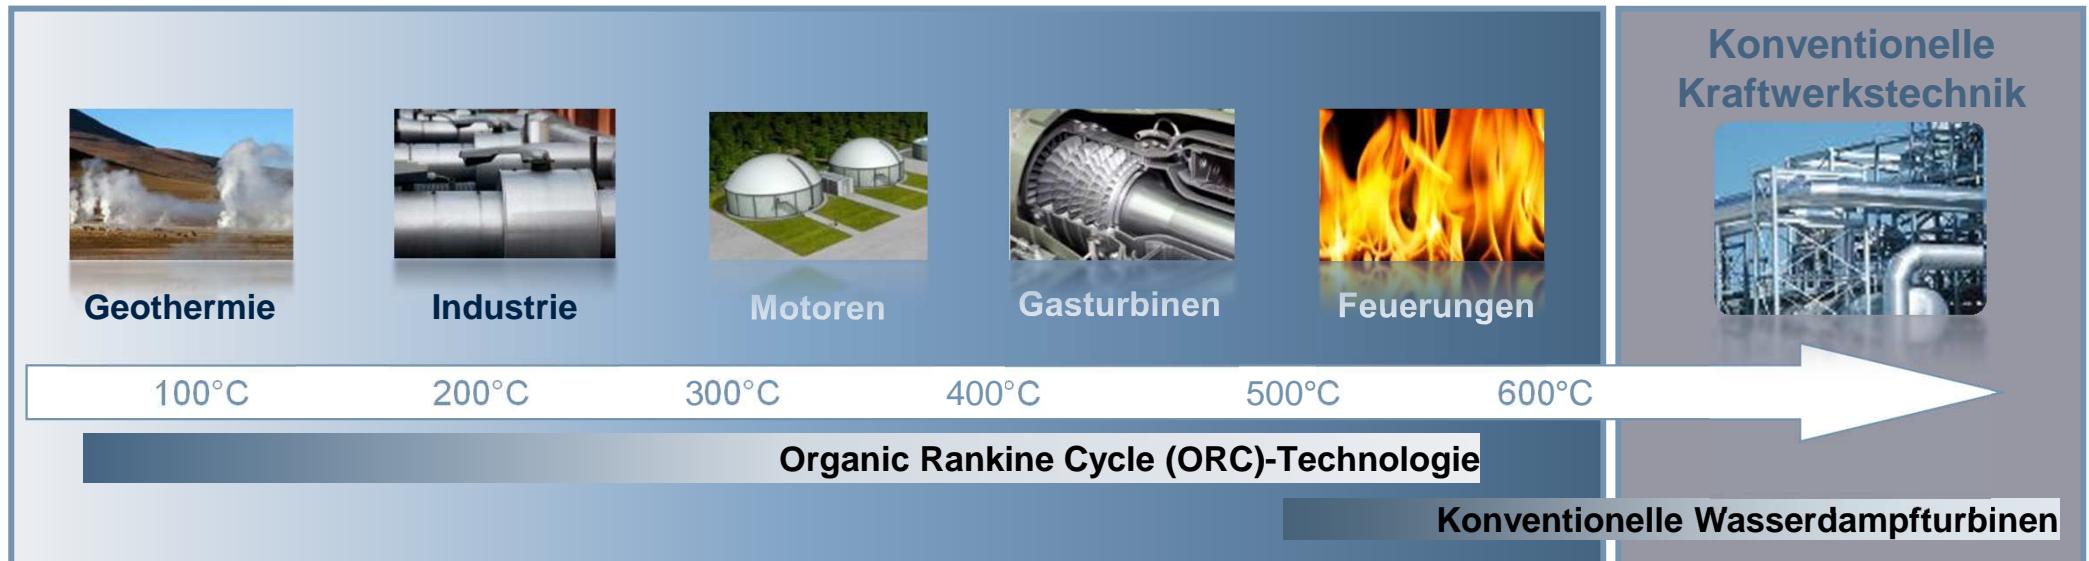 Konventionelle
Kraftwerkstechnik
Geothermie
Industrie
Motoren
Gasturbinen
Feuerungen
100°C
200°C
300°C
400°C
500°C
600°C
Organic Rankine Cycle (ORC)-Technologie
Konventionelle Wasserdampfturbinen